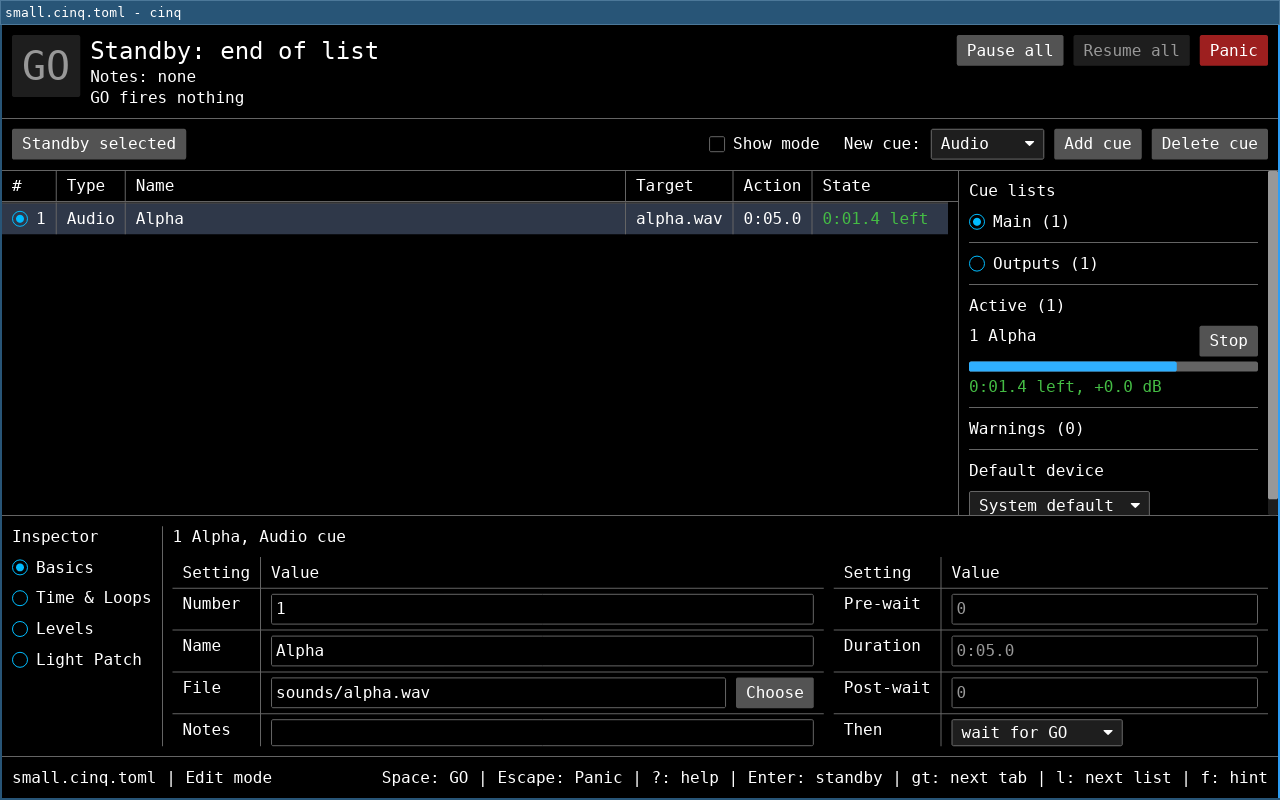 small.cinq.toml - cinq
GO
Standby: end of list
Notes: none
GO fires nothing
Pause all
Resume all
Panic
Standby selected
Show mode
New cue:
Audio
Add cue
Delete cue
# Type Name Target Action State
1 Audio Alpha alpha.wav 0:05.0 0:01.4 left
Cue lists
Main (1)
Outputs (1)
Active (1)
1 Alpha
Stop
0:01.4 left, +0.0 dB
Warnings (0)
Default device
System default
Inspector
Basics
Time & Loops
Levels
Light Patch
1 Alpha, Audio cue
Setting Value
Number 1
Name Alpha
File sounds/alpha.wav Choose
Notes
Setting Value
Pre-wait 0
Duration 0:05.0
Post-wait 0
Then wait for GO
small.cinq.toml | Edit mode
Space: GO | Escape: Panic | ?: help | Enter: standby | gt: next tab | l: next list | f: hint